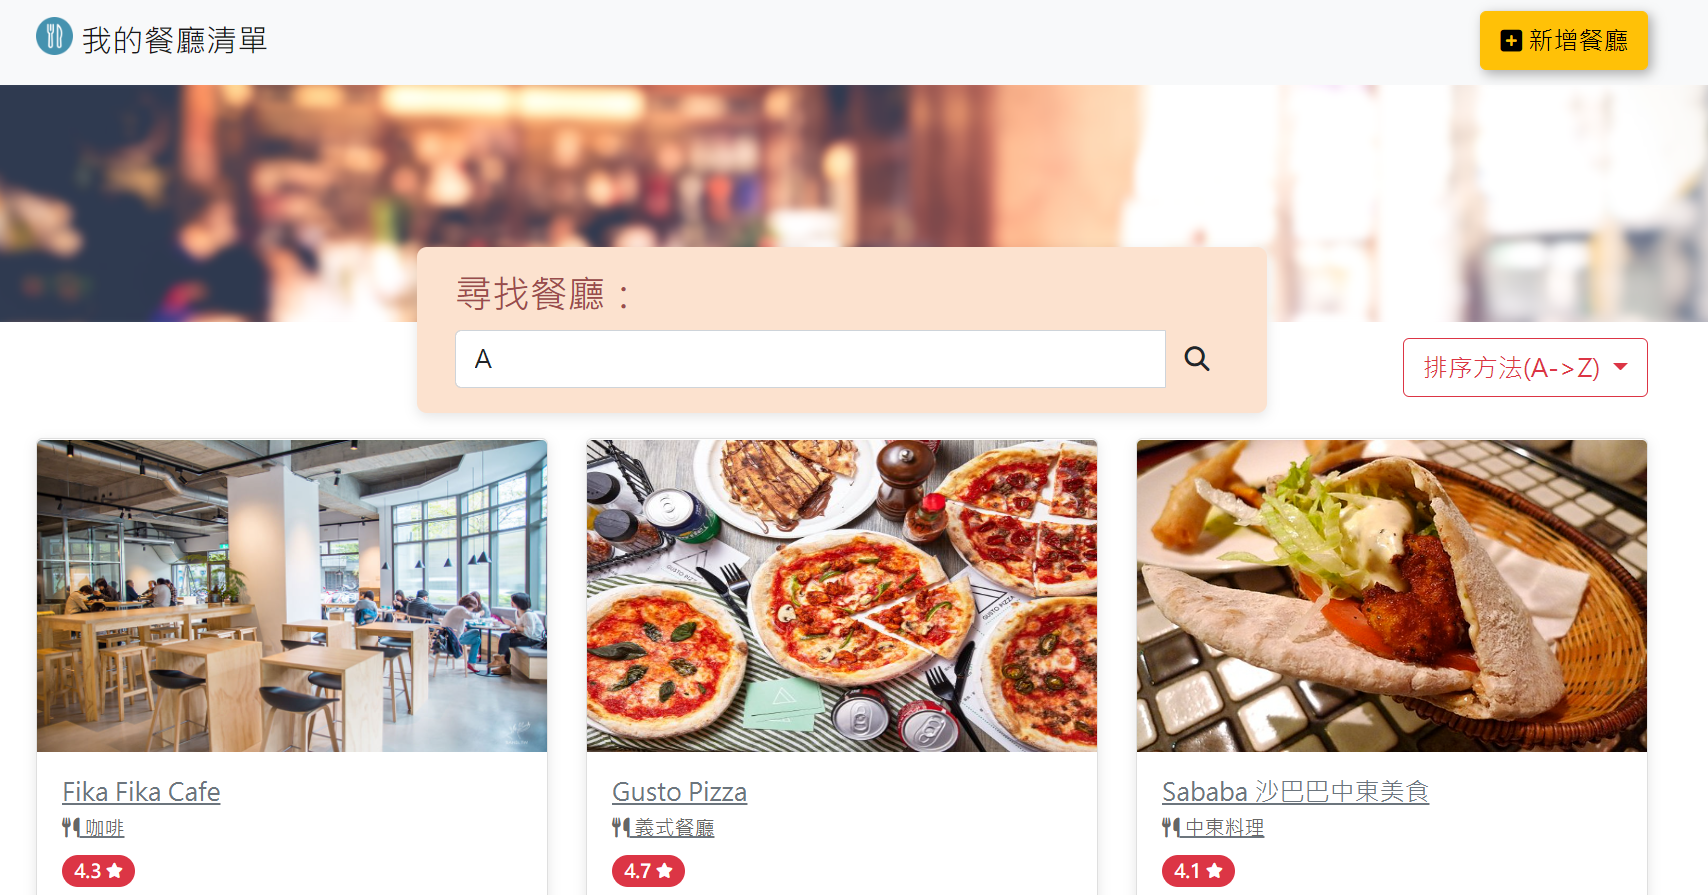 我的餐廳清單
新增餐廳
尋找餐廳：
A
排序方法(A->Z)
Fika Fika Cafe
咖啡
4.3
Gusto Pizza
義式餐廳
4.7
Sababa 沙巴巴中東美食
中東料理
4.1